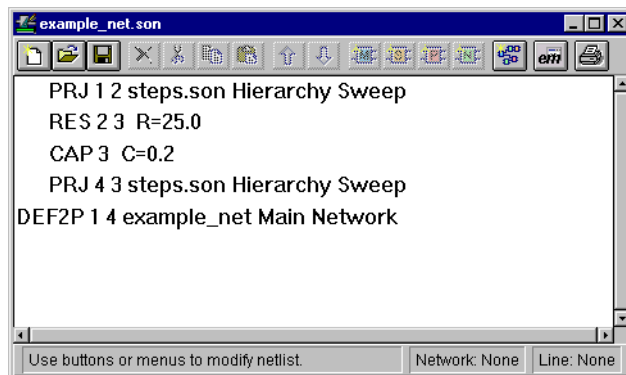 example_net.son
em
PRJ 1 2 steps.son Hierarchy Sweep
RES 2 3 R=25.0
CAP 3 C=0.2
PRJ 4 3 steps.son Hierarchy Sweep
DEF2P 1 4 example_net Main Network
Use buttons or menus to modify netlist. Network: None Line: None